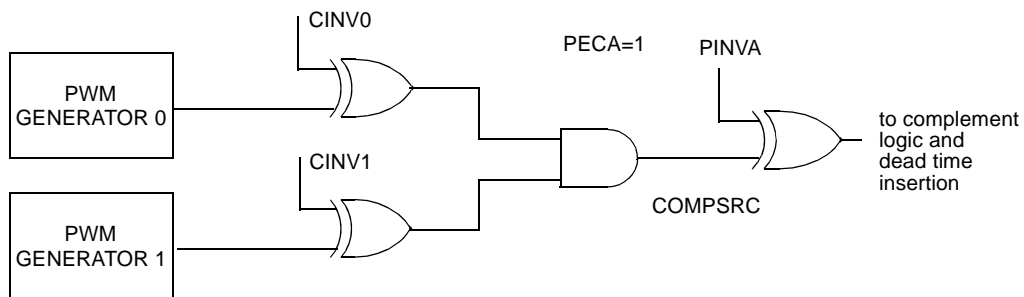 CINV0
PECA=1
PINVA
PWM
GENERATOR 0
to complement
logic and
dead time
insertion
CINV1
COMPSRC
PWM
GENERATOR 1